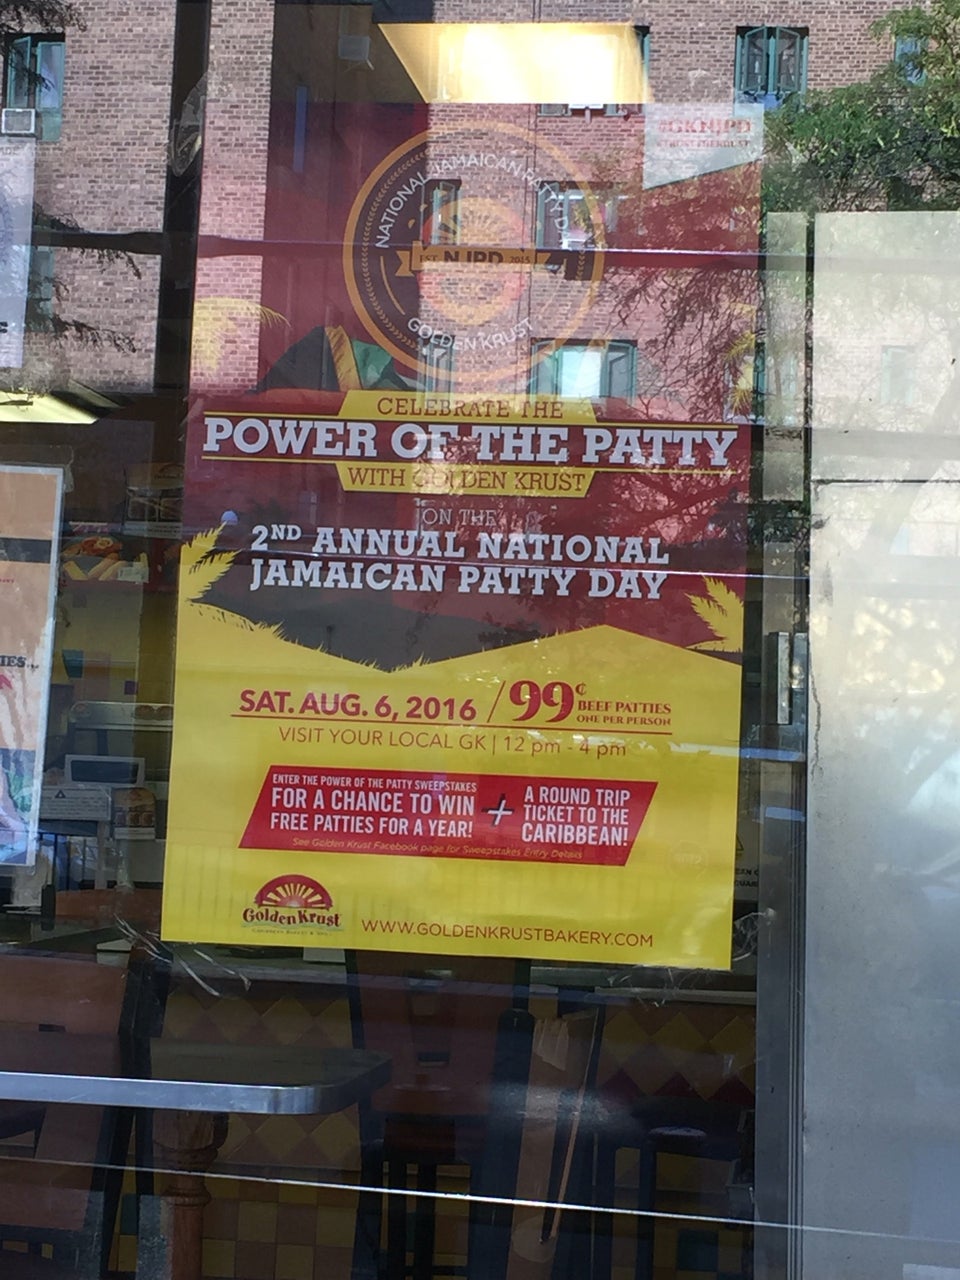 #GKNJPD
#TRUSTTHEKRUST
NATIONAL JAMAICAN PATTY DAY
EST. NJPD 2015
GOLDEN KRUST
CELEBRATE THE
POWER OF THE PATTY
WITH GOLDEN KRUST
ON THE
2ND ANNUAL NATIONAL
JAMAICAN PATTY DAY
SAT. AUG. 6, 2016 / 99¢ BEEF PATTIES
ONE PER PERSON
VISIT YOUR LOCAL GK | 12 pm - 4 pm
ENTER THE POWER OF THE PATTY SWEEPSTAKES
FOR A CHANCE TO WIN
FREE PATTIES FOR A YEAR!
+
A ROUND TRIP
TICKET TO THE
CARIBBEAN!
See Golden Krust Facebook page for Sweepstakes Entry Details
Golden Krust
WWW.GOLDENKRUSTBAKERY.COM